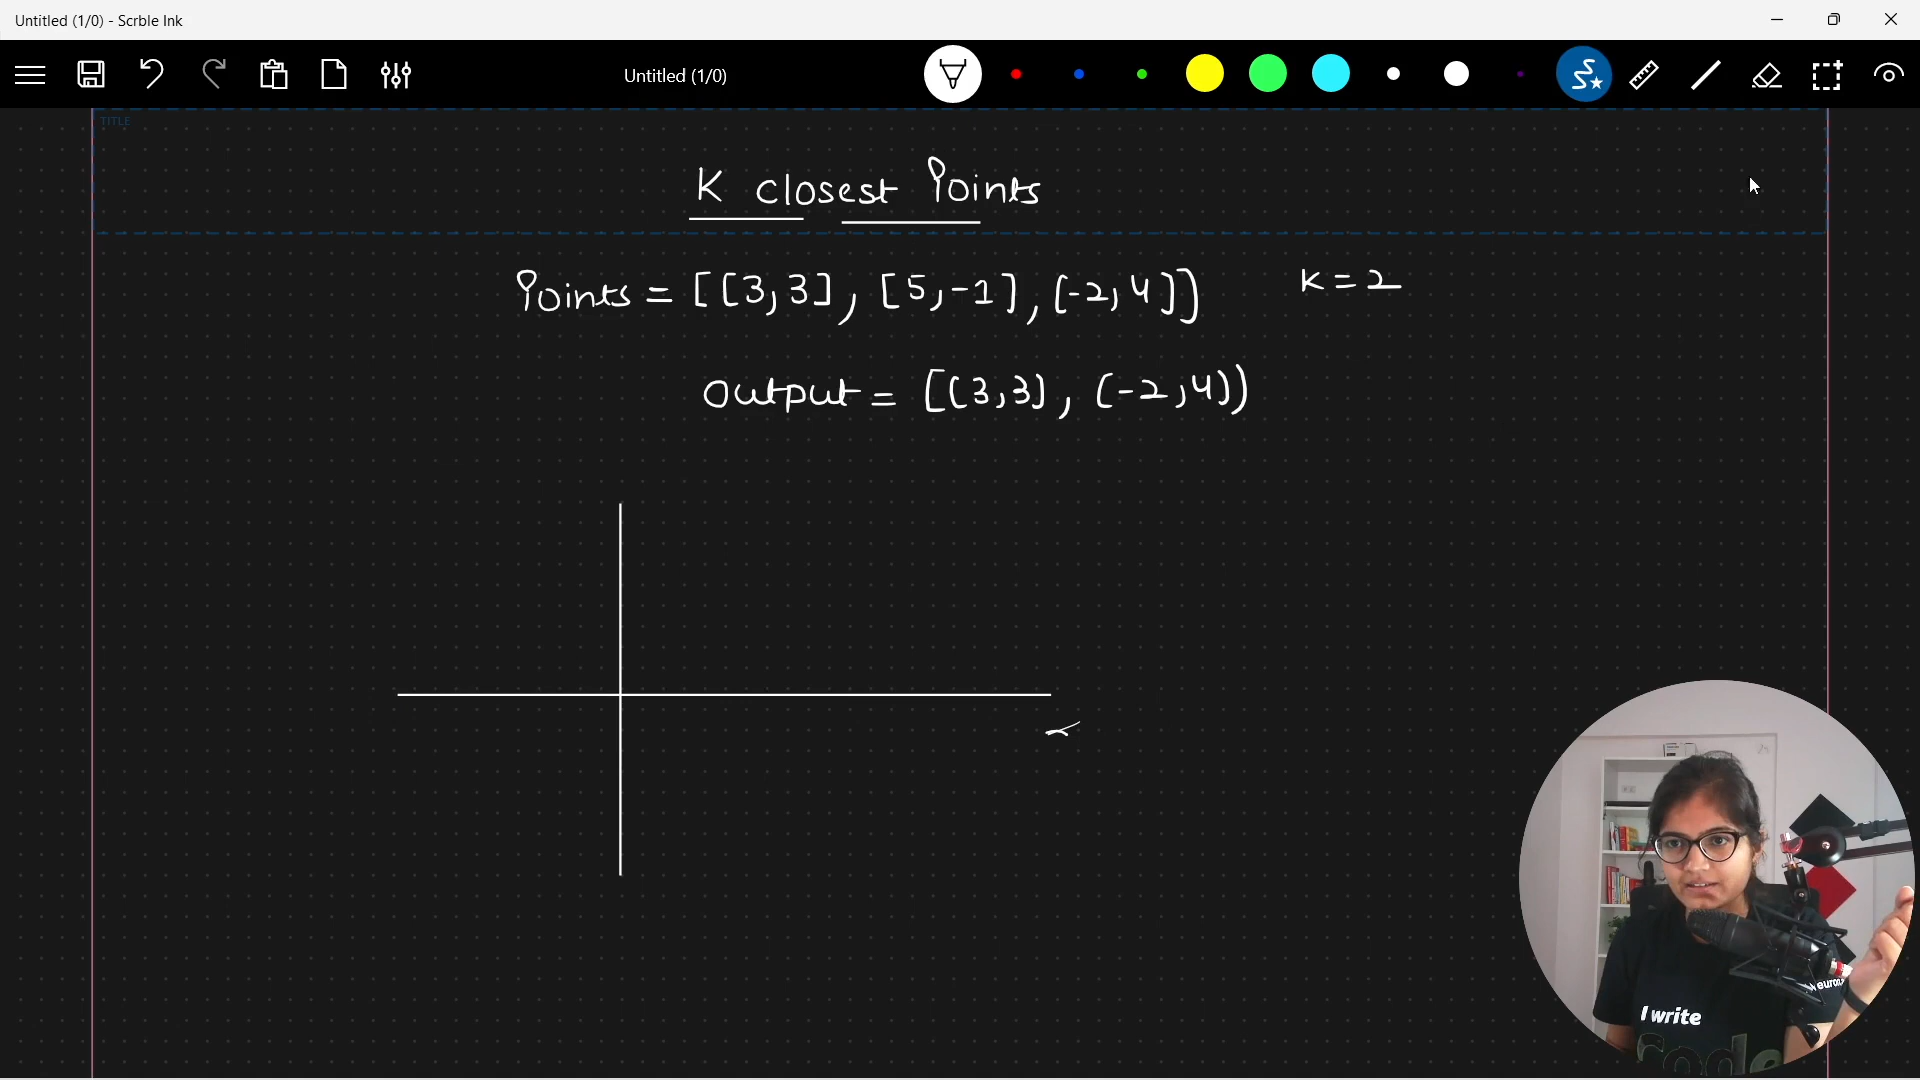 Untitled (1/0) - Scrble Ink
Untitled (1/0)
TITLE
K closest Points
Points = [[3,3], [5,-1], [-2,4]] K = 2
output = [[3,3], [-2,4]]
I write
code